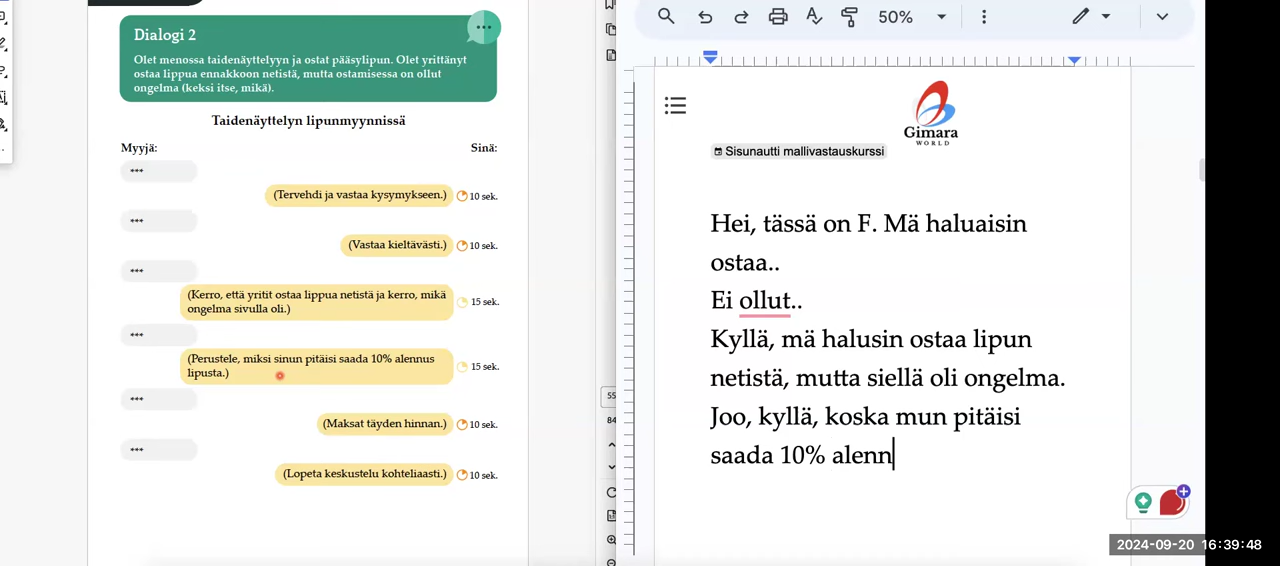 Dialogi 2
Olet menossa taidenäyttelyyn ja ostat pääsylipun. Olet yrittänyt
ostaa lippua ennakkoon netistä, mutta ostamisessa on ollut
ongelma (keksi itse, mikä).
Taidenäyttelyn lipunmyynnissä
Myyjä: Sinä:
***
(Tervehdi ja vastaa kysymykseen.) 10 sek.
***
(Vastaa kieltävästi.) 10 sek.
***
(Kerro, että yritit ostaa lippua netistä ja kerro, mikä
ongelma sivulla oli.) 15 sek.
***
(Perustele, miksi sinun pitäisi saada 10% alennus
lipusta.) 15 sek.
***
(Maksat täyden hinnan.) 10 sek.
***
(Lopeta keskustelu kohteliaasti.) 10 sek.
50%
Gimara
WORLD
Sisunautti mallivastauskurssi
Hei, tässä on F. Mä haluaisin
ostaa..
Ei ollut..
Kyllä, mä halusin ostaa lipun
netistä, mutta siellä oli ongelma.
Joo, kyllä, koska mun pitäisi
saada 10% alenn
2024-09-20 16:39:48